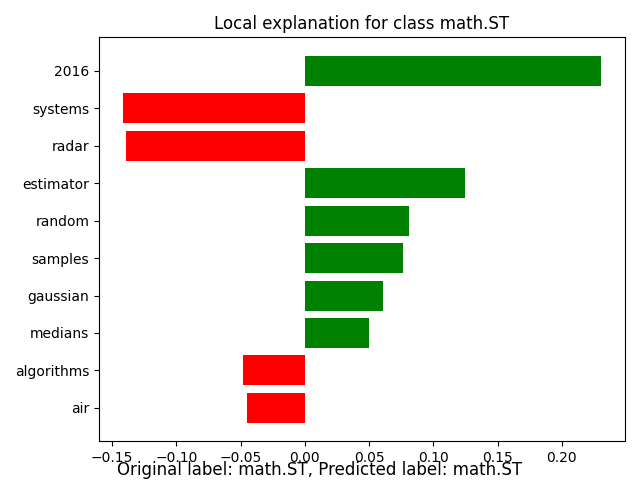 Local explanation for class math.ST
2016
systems
radar
estimator
random
samples
gaussian
medians
algorithms
air
−0.15 −0.10 −0.05 0.00 0.05 0.10 0.15 0.20
Original label: math.ST, Predicted label: math.ST